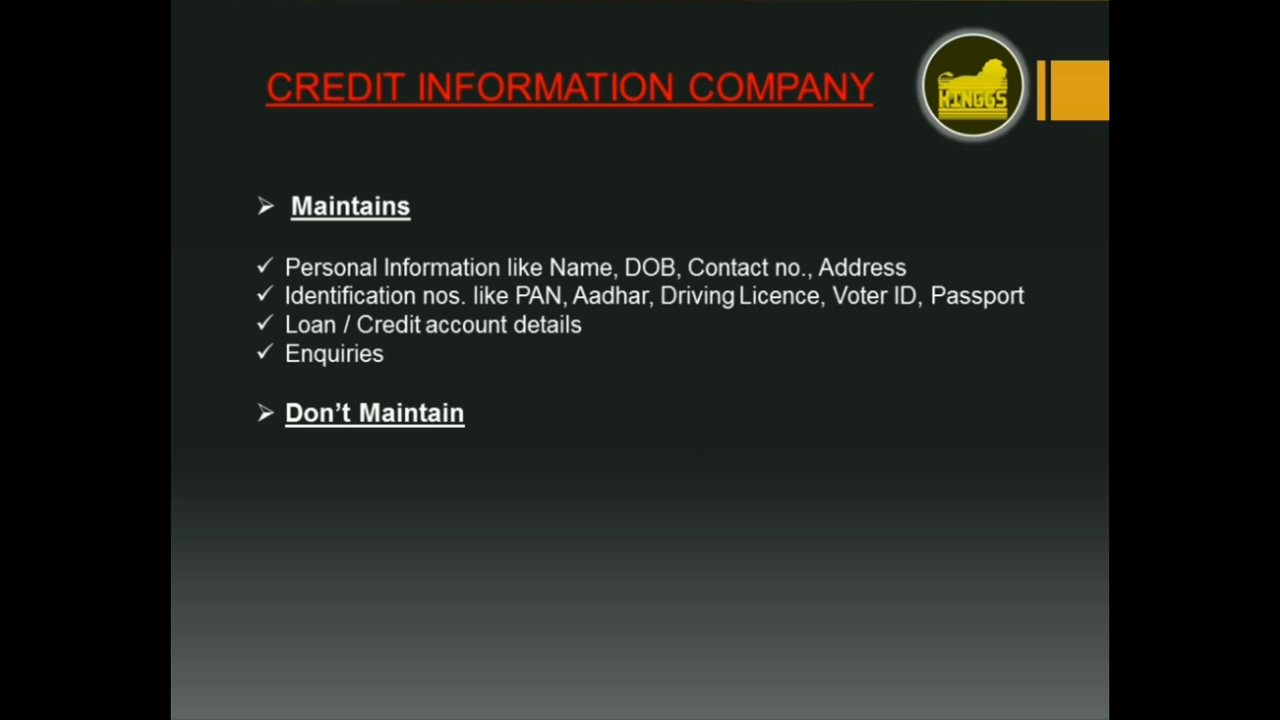 CREDIT INFORMATION COMPANY
KINGGS
➢ Maintains
✓ Personal Information like Name, DOB, Contact no., Address
✓ Identification nos. like PAN, Aadhar, Driving Licence, Voter ID, Passport
✓ Loan / Credit account details
✓ Enquiries
➢ Don’t Maintain